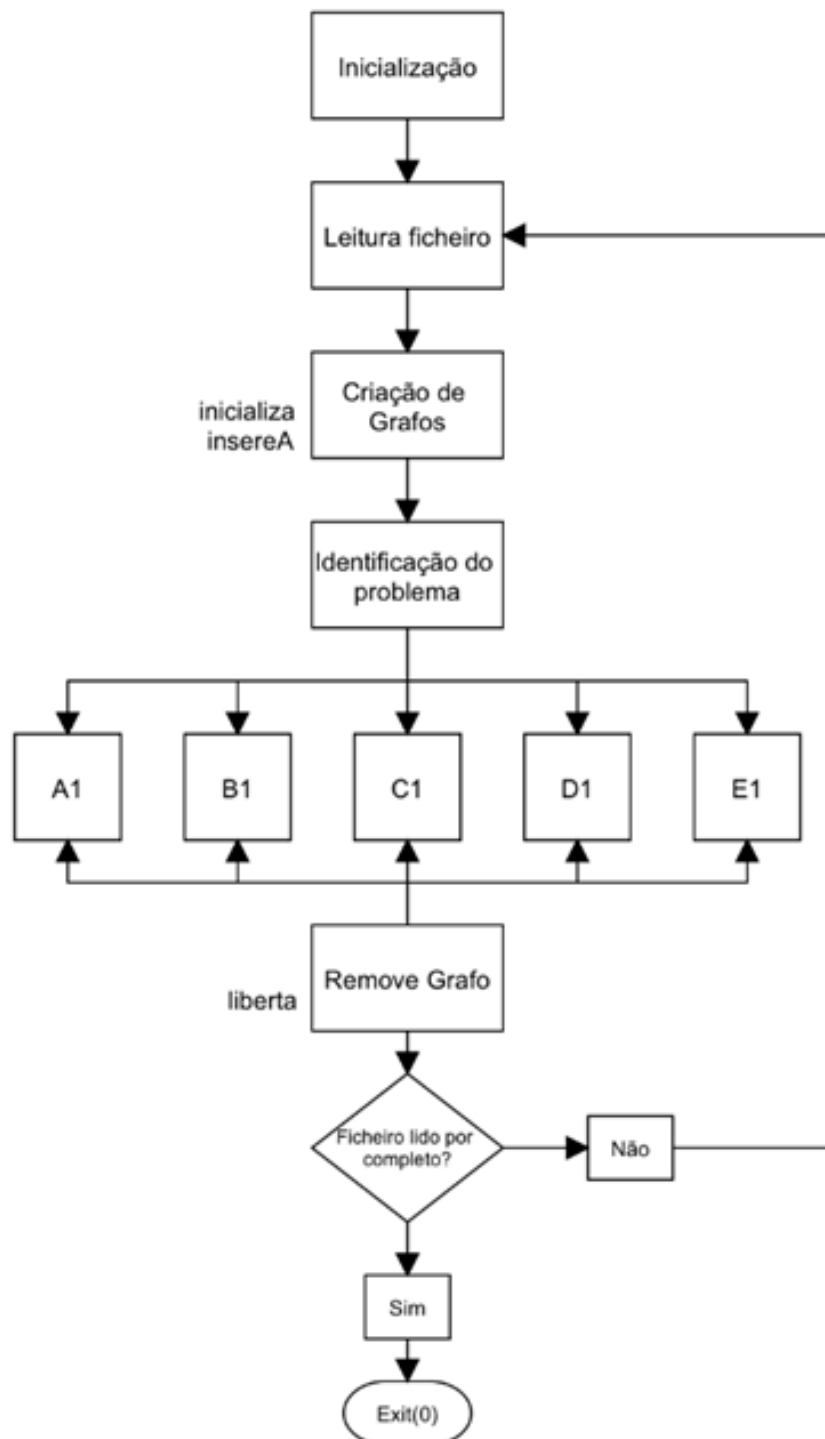 Inicialização
Leitura ficheiro
Criação de
Grafos
inicializa
insereA
Identificação do
problema
A1
B1
C1
D1
E1
Remove Grafo
liberta
Ficheiro lido por
completo?
Não
Sim
Exit(0)